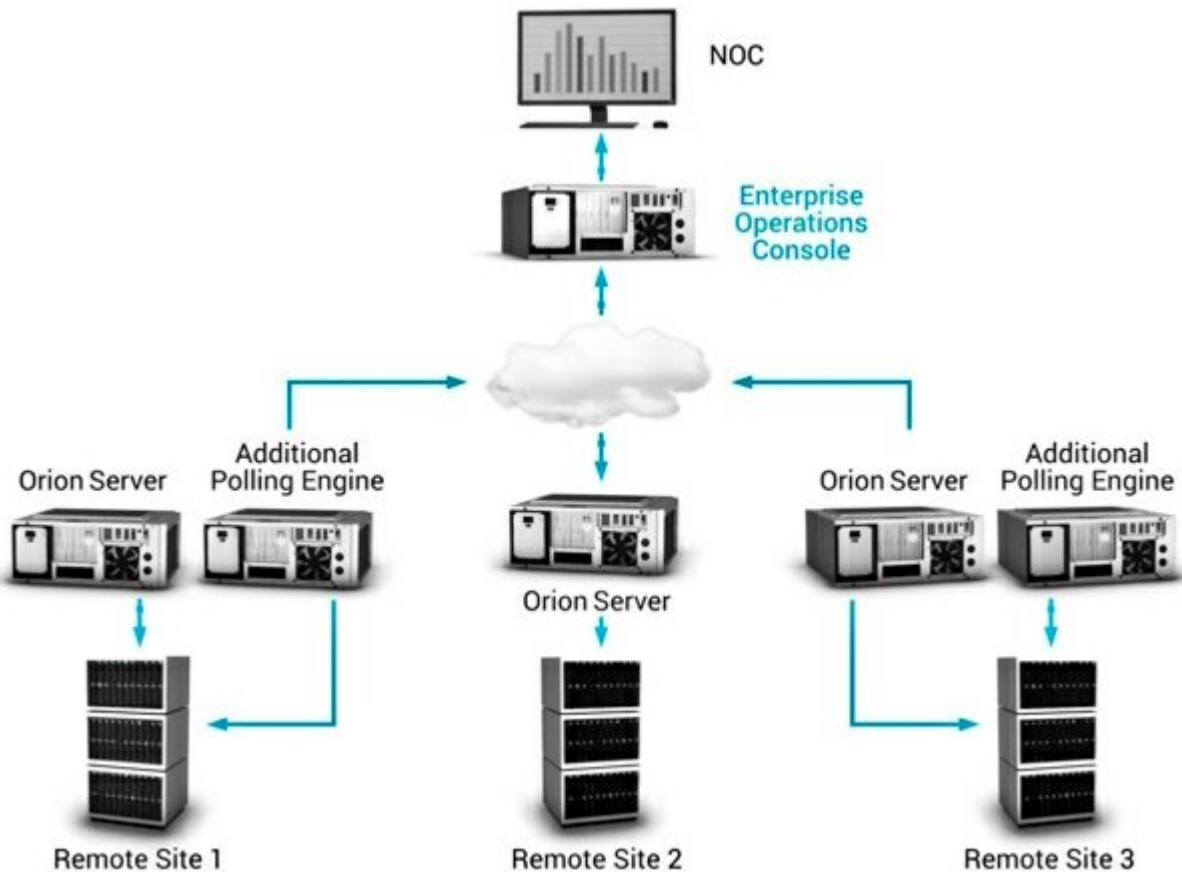 NOC
Enterprise
Operations
Console
Orion Server
Additional
Polling Engine
Orion Server
Orion Server
Additional
Polling Engine
Remote Site 1
Remote Site 2
Remote Site 3